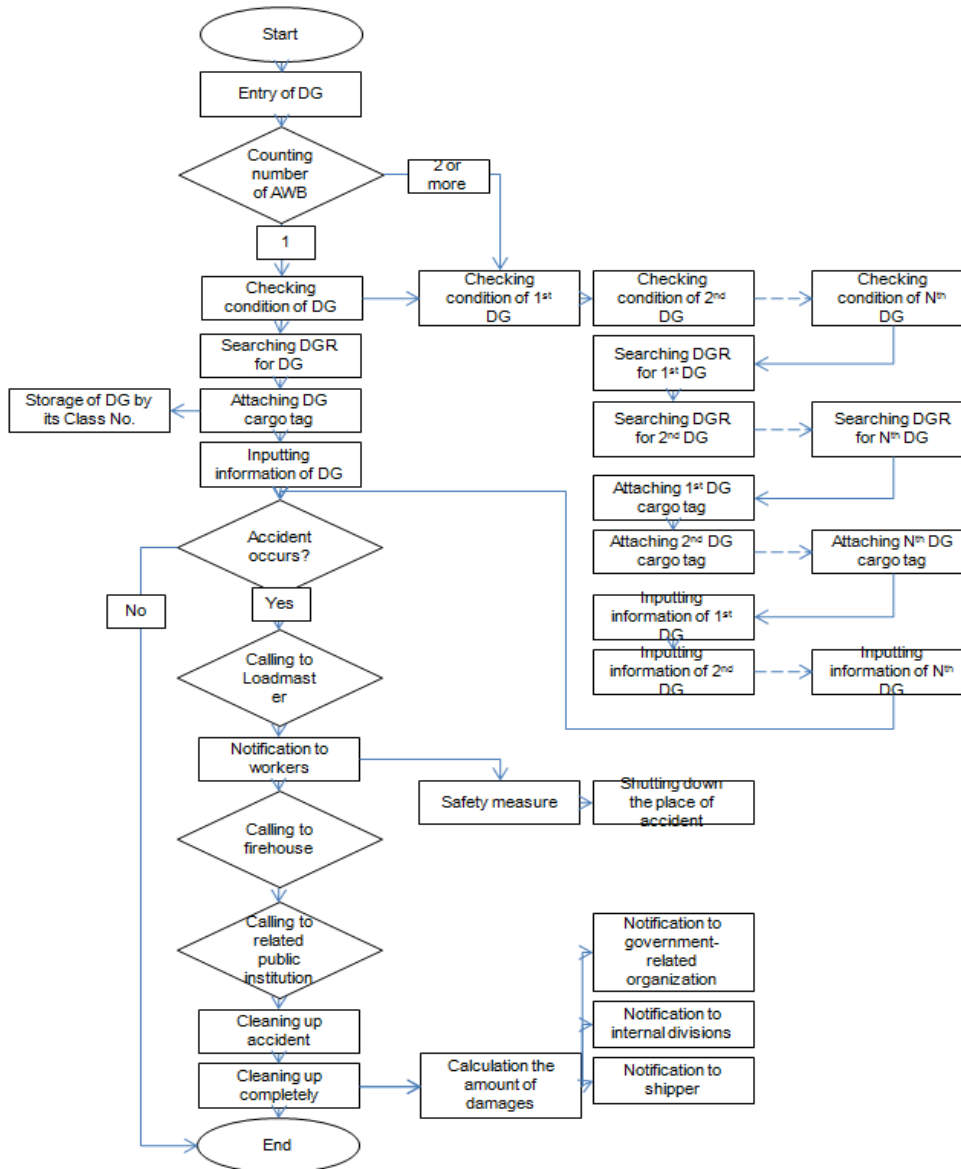 Start
Entry of DG
Counting
number
of AWB
2 or
more
1
Checking
condition of DG
Checking
condition of 1st
DG
Checking
condition of 2nd
DG
Checking
condition of Nth
DG
Searching DGR
for DG
Searching DGR
for 1st DG
Storage of DG by
its Class No.
Attaching DG
cargo tag
Searching DGR
for 2nd DG
Searching DGR
for Nth DG
Inputting
information of DG
Attaching 1st DG
cargo tag
Accident
occurs?
Attaching 2nd DG
cargo tag
Attaching Nth DG
cargo tag
No
Yes
Inputting
information of 1st
DG
Calling to
Loadmast
er
Inputting
information of 2nd
DG
Inputting
information of Nth
DG
Notification to
workers
Safety measure
Shutting down
the place of
accident
Calling to
firehouse
Calling to
related
public
institution
Notification to
government-
related
organization
Cleaning up
accident
Notification to
internal divisions
Cleaning up
completely
Calculation the
amount of
damages
Notification to
shipper
End